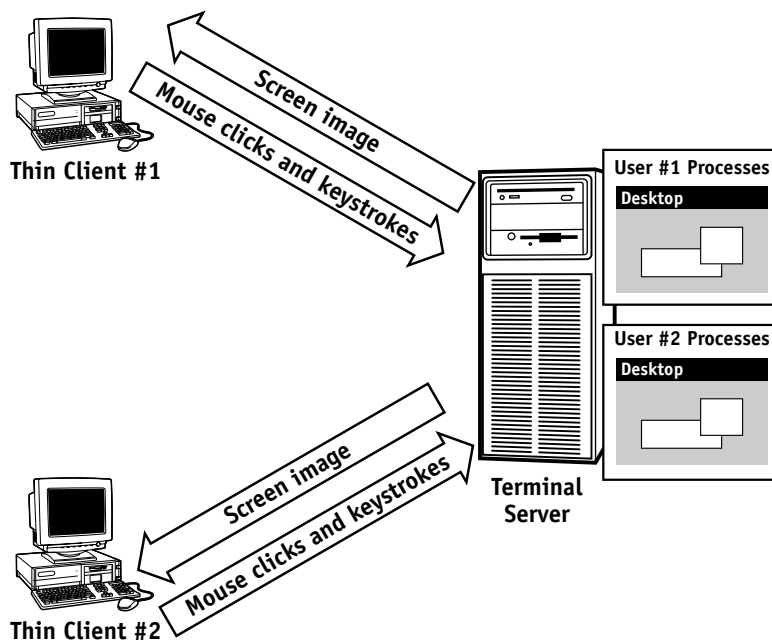 Screen image
Mouse clicks and keystrokes
Thin Client #1
User #1 Processes
Desktop
User #2 Processes
Desktop
Screen image
Mouse clicks and keystrokes
Terminal
Server
Thin Client #2